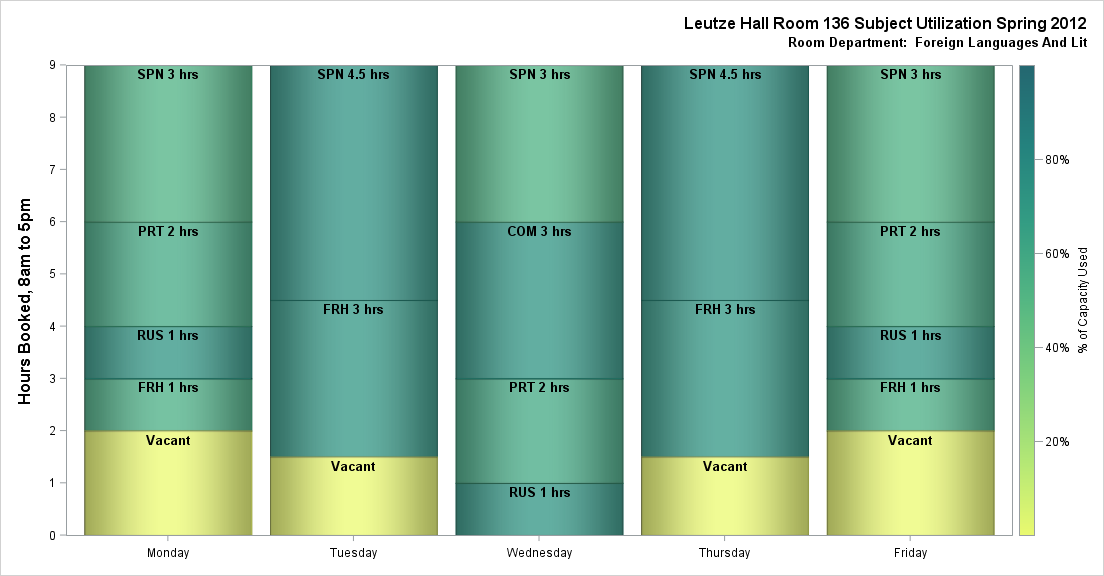 Leutze Hall Room 136 Subject Utilization Spring 2012
Room Department: Foreign Languages And Lit
Hours Booked, 8am to 5pm
9
8
7
6
5
4
3
2
1
0
SPN 3 hrs
PRT 2 hrs
RUS 1 hrs
FRH 1 hrs
Vacant
Monday
SPN 4.5 hrs
FRH 3 hrs
Vacant
Tuesday
SPN 3 hrs
COM 3 hrs
PRT 2 hrs
RUS 1 hrs
Wednesday
SPN 4.5 hrs
FRH 3 hrs
Vacant
Thursday
SPN 3 hrs
PRT 2 hrs
RUS 1 hrs
FRH 1 hrs
Vacant
Friday
80%
60%
40%
20%
% of Capacity Used